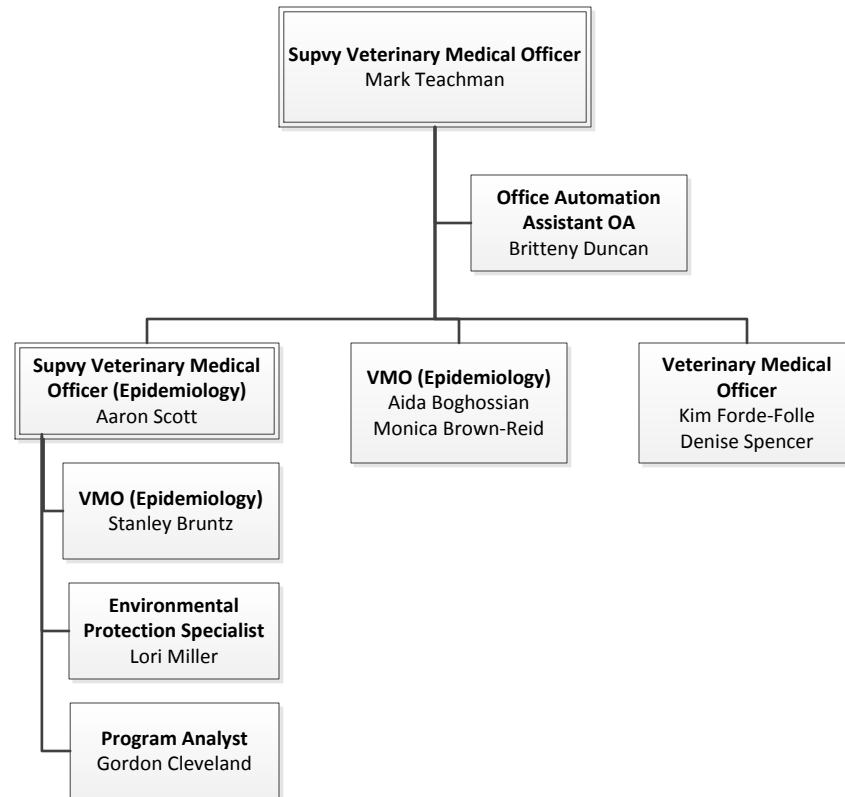 Supvy Veterinary Medical Officer
Mark Teachman
Office Automation
Assistant OA
Britteny Duncan
Supvy Veterinary Medical
Officer (Epidemiology)
Aaron Scott
VMO (Epidemiology)
Aida Boghossian
Monica Brown-Reid
Veterinary Medical
Officer
Kim Forde-Folle
Denise Spencer
VMO (Epidemiology)
Stanley Bruntz
Environmental
Protection Specialist
Lori Miller
Program Analyst
Gordon Cleveland